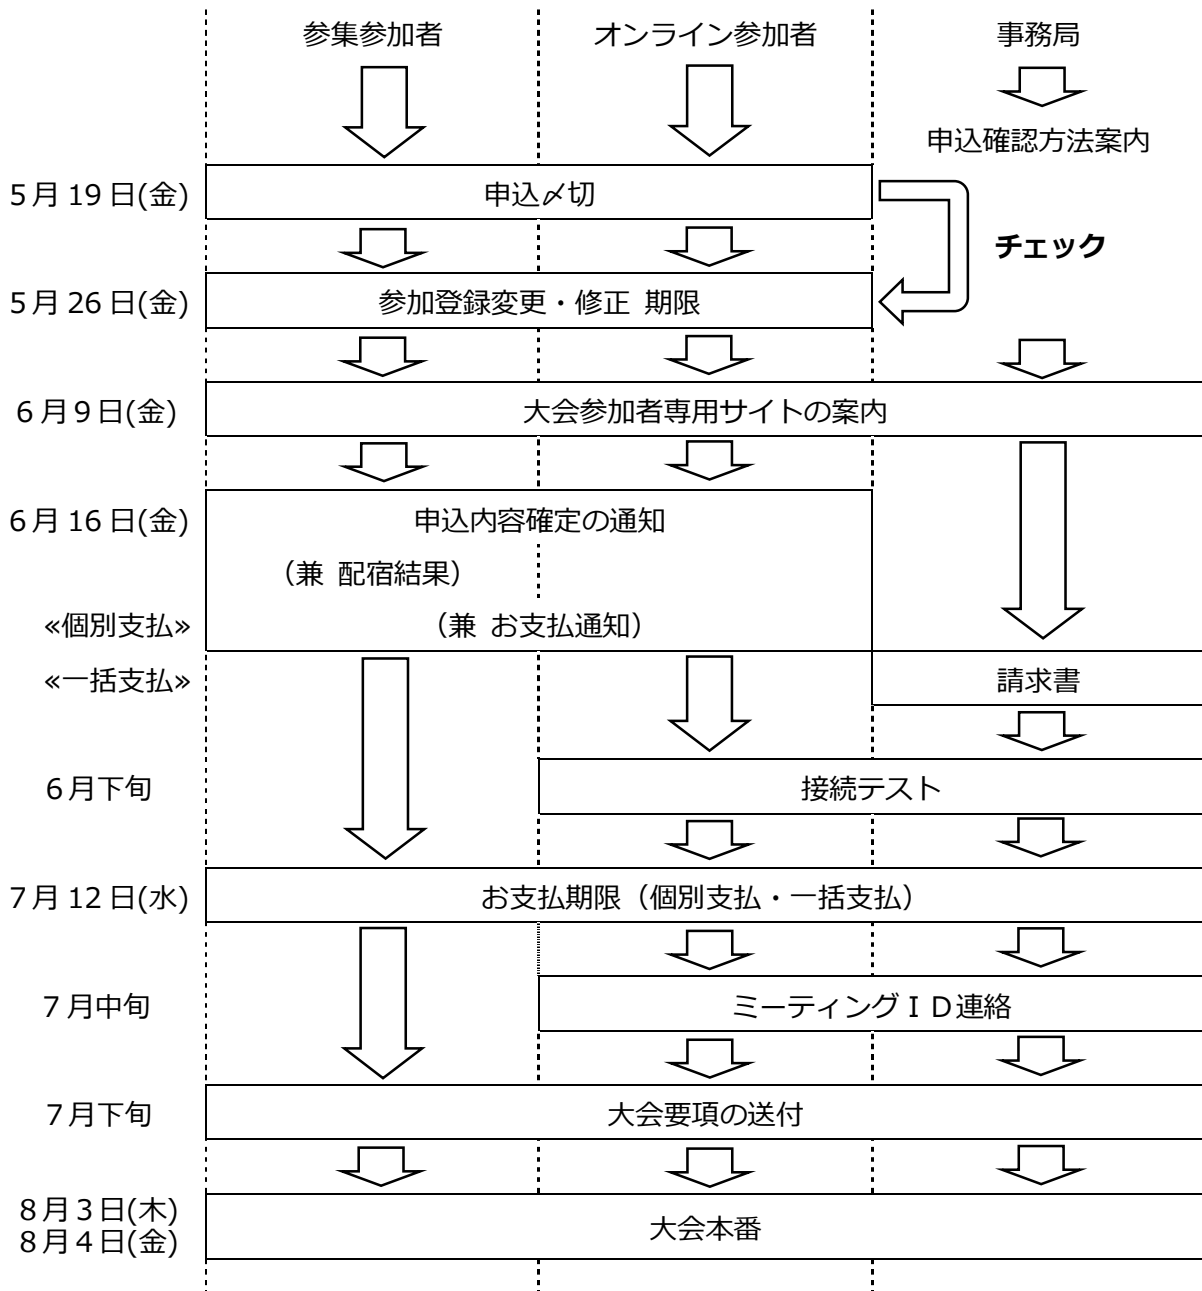 参集参加者
オンライン参加者
事務局
申込確認方法案内
5月19日(金)
申込〆切
チェック
5月26日(金)
参加登録変更・修正 期限
6月9日(金)
大会参加者専用サイトの案内
6月16日(金)
申込内容確定の通知
（兼 配宿結果）
«個別支払»
（兼 お支払通知）
«一括支払»
請求書
6月下旬
接続テスト
7月12日(水)
お支払期限（個別支払・一括支払）
7月中旬
ミーティングＩＤ連絡
7月下旬
大会要項の送付
8月3日(木)
8月4日(金)
大会本番